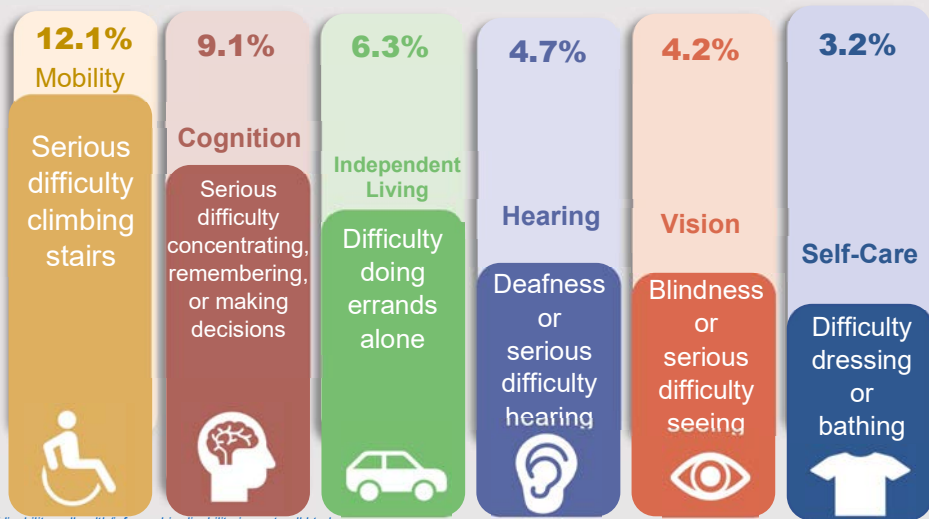 12.1%
Mobility
Serious
difficulty
climbing
stairs
9.1%
Cognition
Serious
difficulty
concentrating,
remembering,
or making
decisions
6.3%
Independent
Living
Difficulty
doing
errands
alone
4.7%
Hearing
Deafness
or
serious
difficulty
hearing
4.2%
Vision
Blindness
or
serious
difficulty
seeing
3.2%
Self-Care
Difficulty
dressing
or
bathing